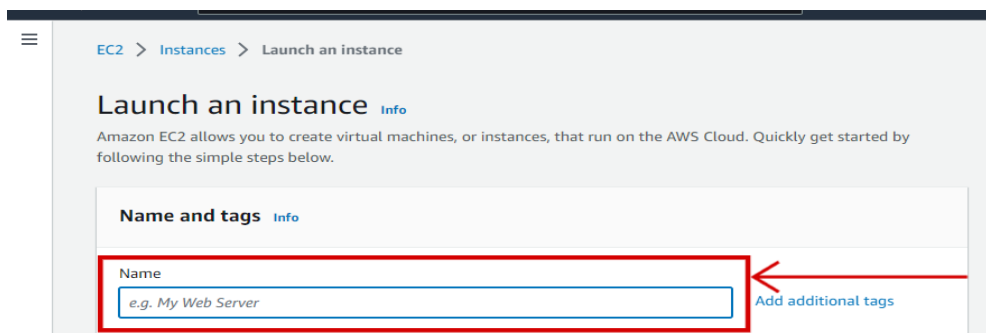 EC2 > Instances > Launch an instance
Launch an instance Info
Amazon EC2 allows you to create virtual machines, or instances, that run on the AWS Cloud. Quickly get started by
following the simple steps below.
Name and tags Info
Name
e.g. My Web Server
Add additional tags